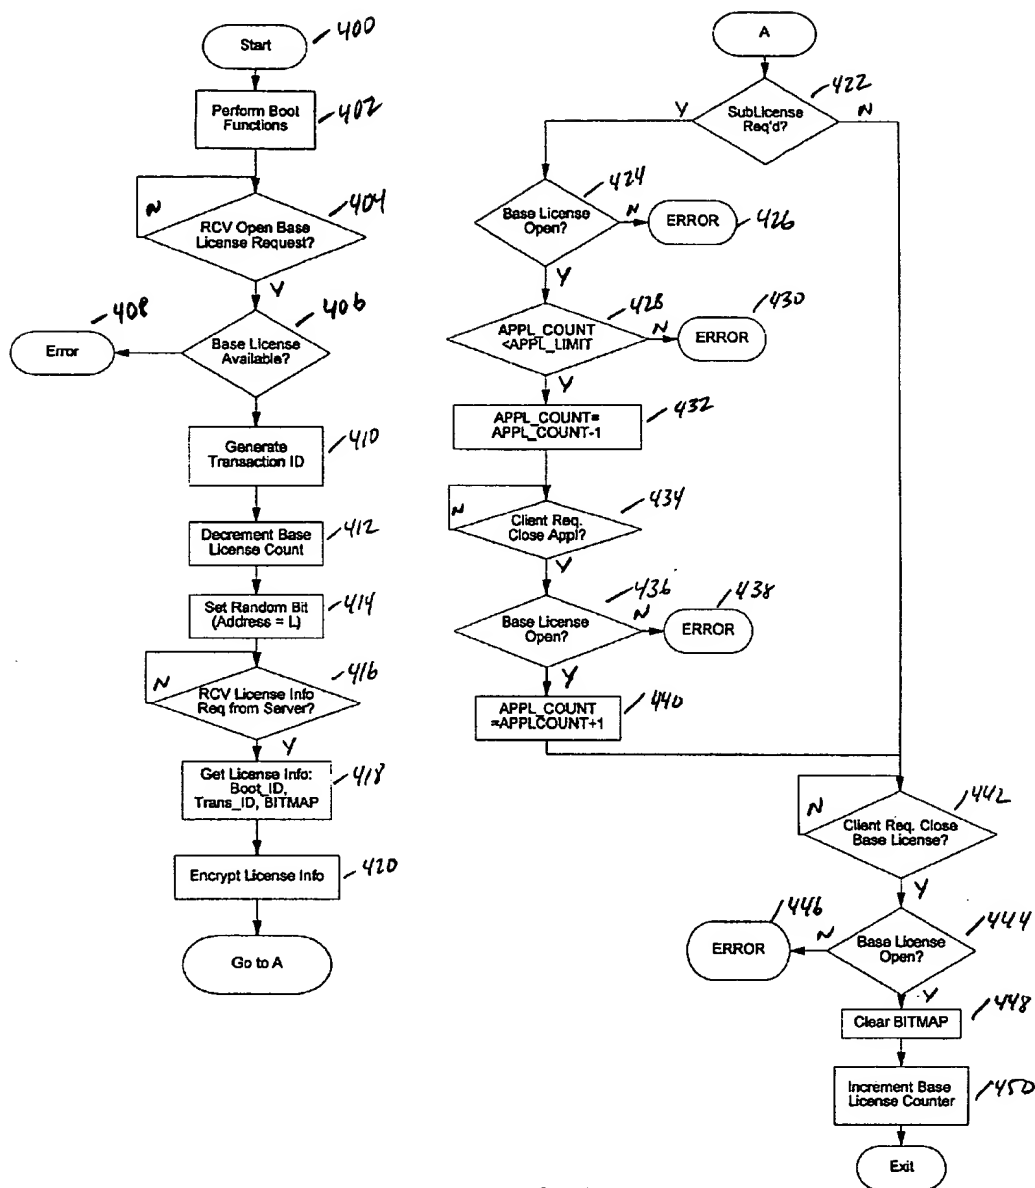 Start
400
Perform Boot
Functions
402
N
RCV Open Base
License Request?
404
Y
408
Error
Base License
Available?
406
Generate
Transaction ID
410
Decrement Base
License Count
412
Set Random Bit
(Address = L)
414
N
RCV License Info
Req from Server?
416
Y
Get License Info:
Boot_ID,
Trans_ID, BITMAP
418
Encrypt License Info
420
Go to A
A
Y
SubLicense
Req'd?
422
N
Base License
Open?
424
N
ERROR
426
Y
APPL_COUNT
<APPL_LIMIT
428
N
ERROR
430
Y
APPL_COUNT=
APPL_COUNT-1
432
N
Client Req.
Close Appl?
434
Y
Base License
Open?
436
N
ERROR
438
Y
APPL_COUNT
=APPLCOUNT+1
440
N
Client Req. Close
Base License?
442
Y
446
ERROR
N
Base License
Open?
444
Y
Clear BITMAP
448
Increment Base
License Counter
450
Exit